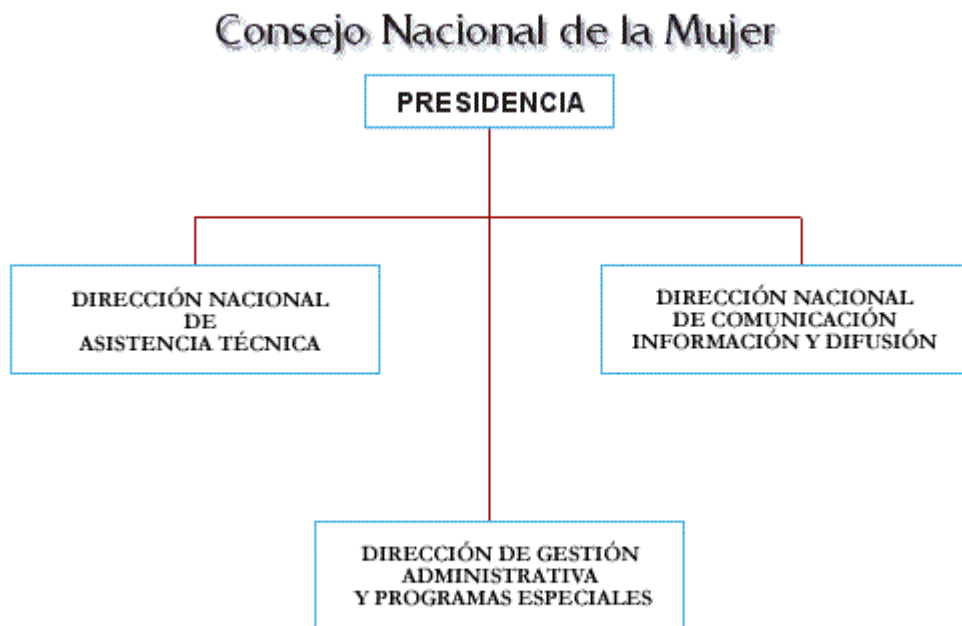 Consejo Nacional de la Mujer
PRESIDENCIA
DIRECCIÓN NACIONAL
DE
ASISTENCIA TÉCNICA
DIRECCIÓN NACIONAL
DE COMUNICACIÓN
INFORMACIÓN Y DIFUSIÓN
DIRECCIÓN DE GESTIÓN
ADMINISTRATIVA
Y PROGRAMAS ESPECIALES